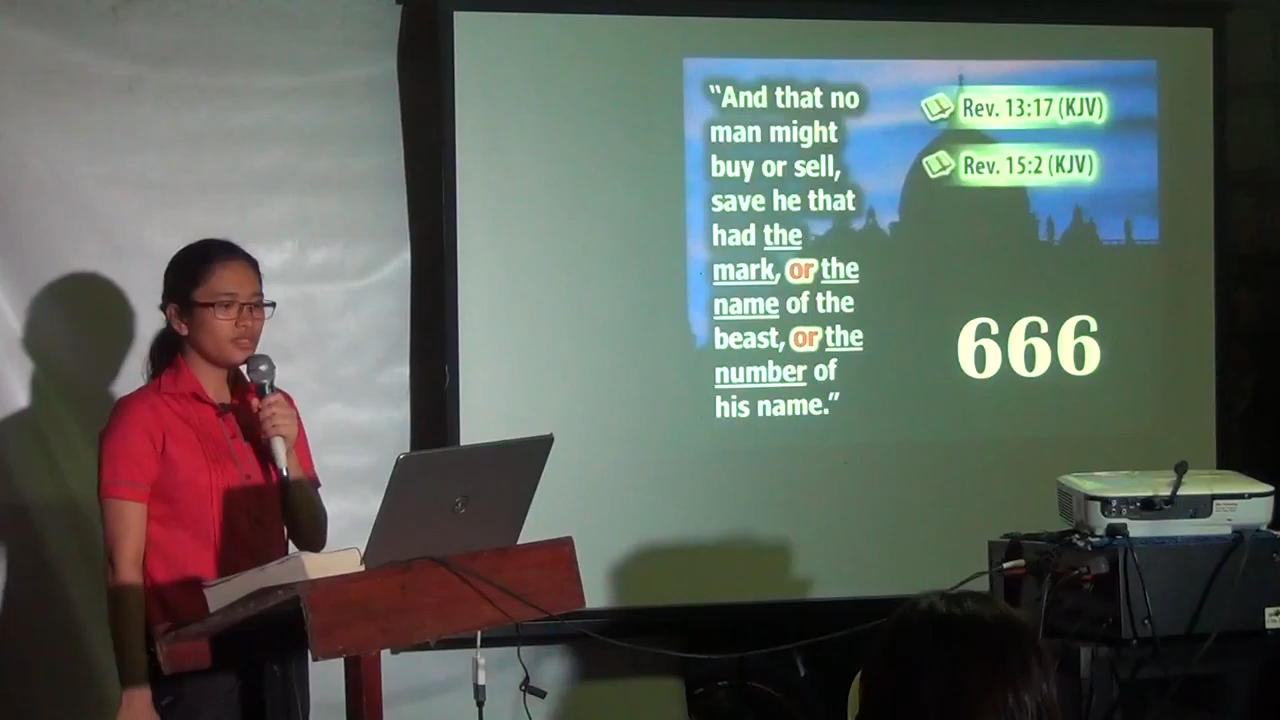 “And that no
man might
buy or sell,
save he that
had the
mark, or the
name of the
beast, or the
number of
his name.”
Rev. 13:17 (KJV)
Rev. 15:2 (KJV)
666